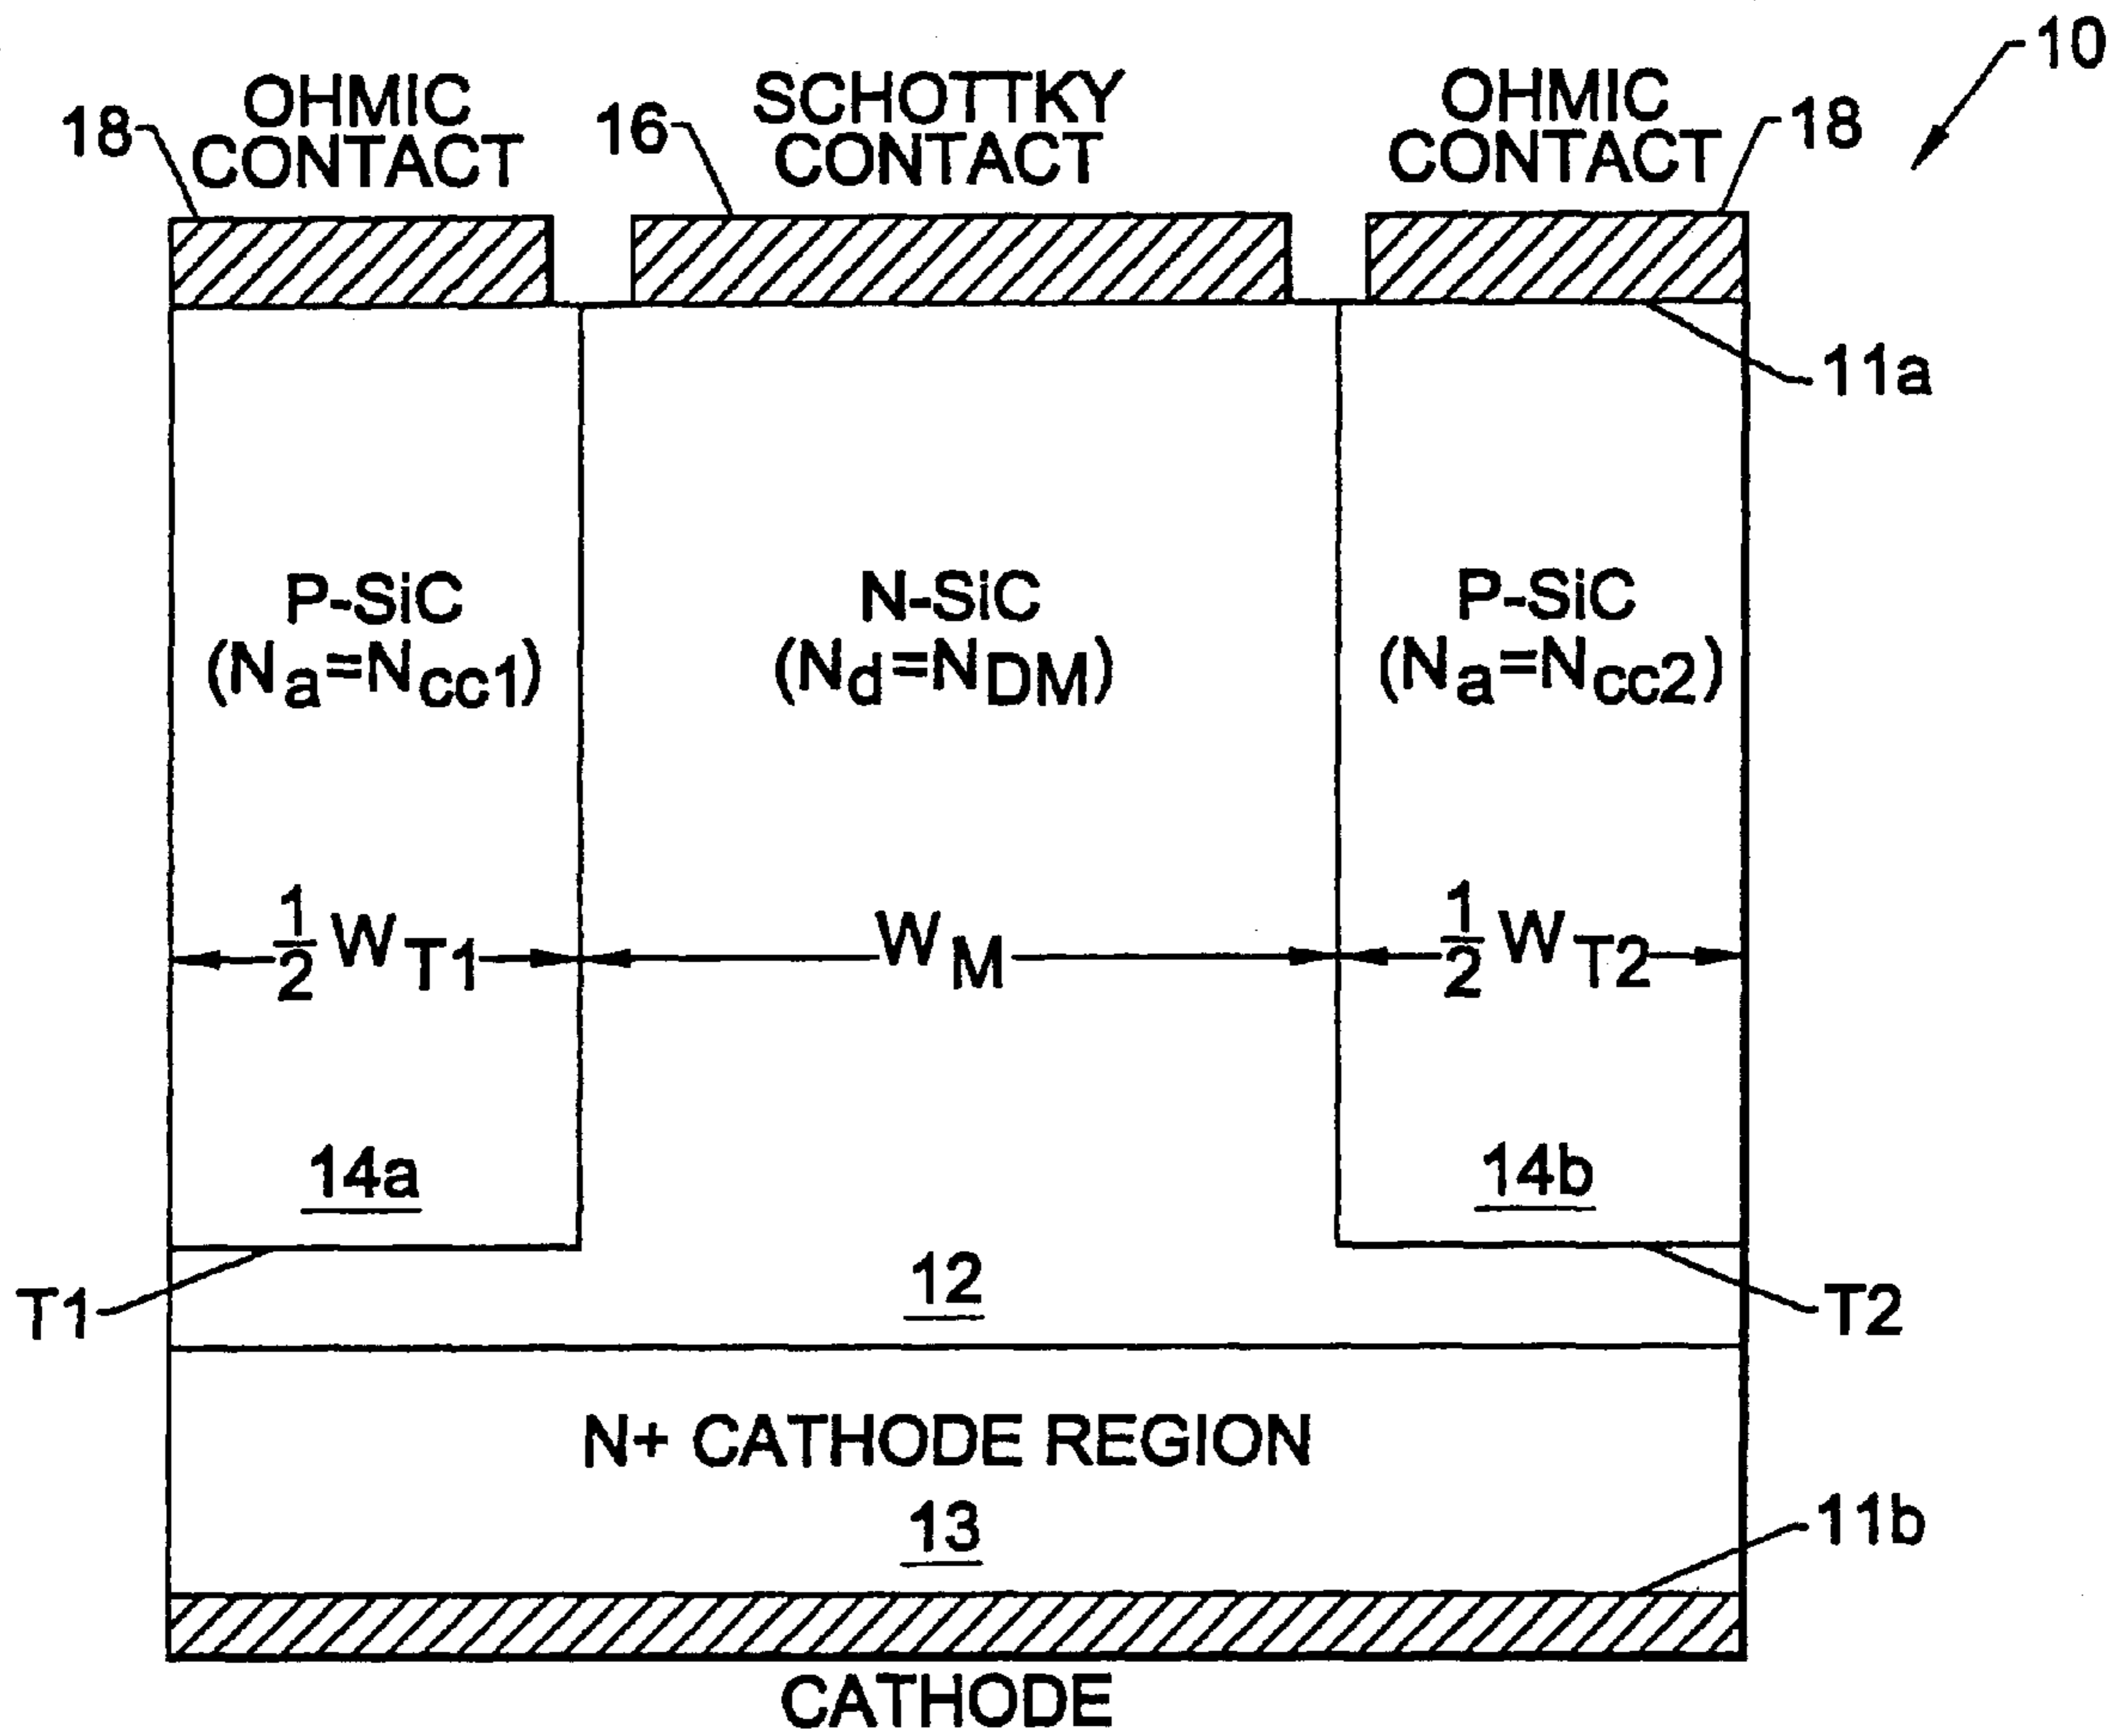 10
18
OHMIC
CONTACT
16
SCHOTTKY
CONTACT
OHMIC
CONTACT
18
11a
P-SiC
(Na=Ncc1)
N-SiC
(Nd=NDM)
P-SiC
(Na=Ncc2)
1/2 WT1
WM
1/2 WT2
14a
14b
T1
12
T2
N+ CATHODE REGION
13
11b
CATHODE